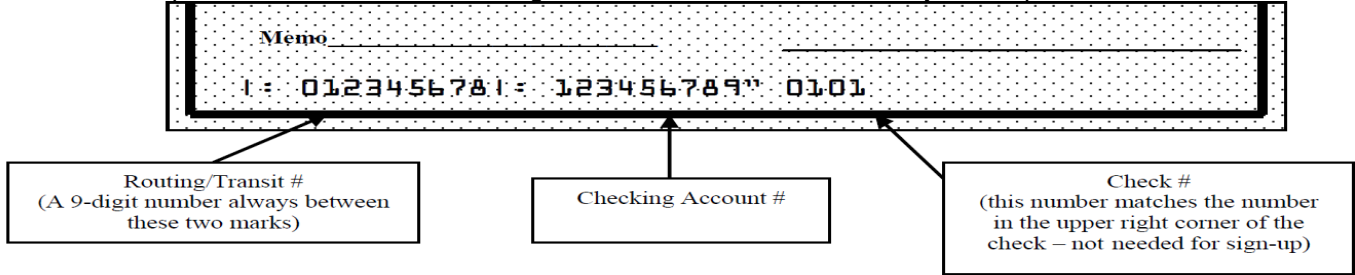 Memo
|: 012345678|: 123456789" 0101
Routing/Transit #
(A 9-digit number always between
these two marks)
Checking Account #
Check #
(this number matches the number
in the upper right corner of the
check – not needed for sign-up)